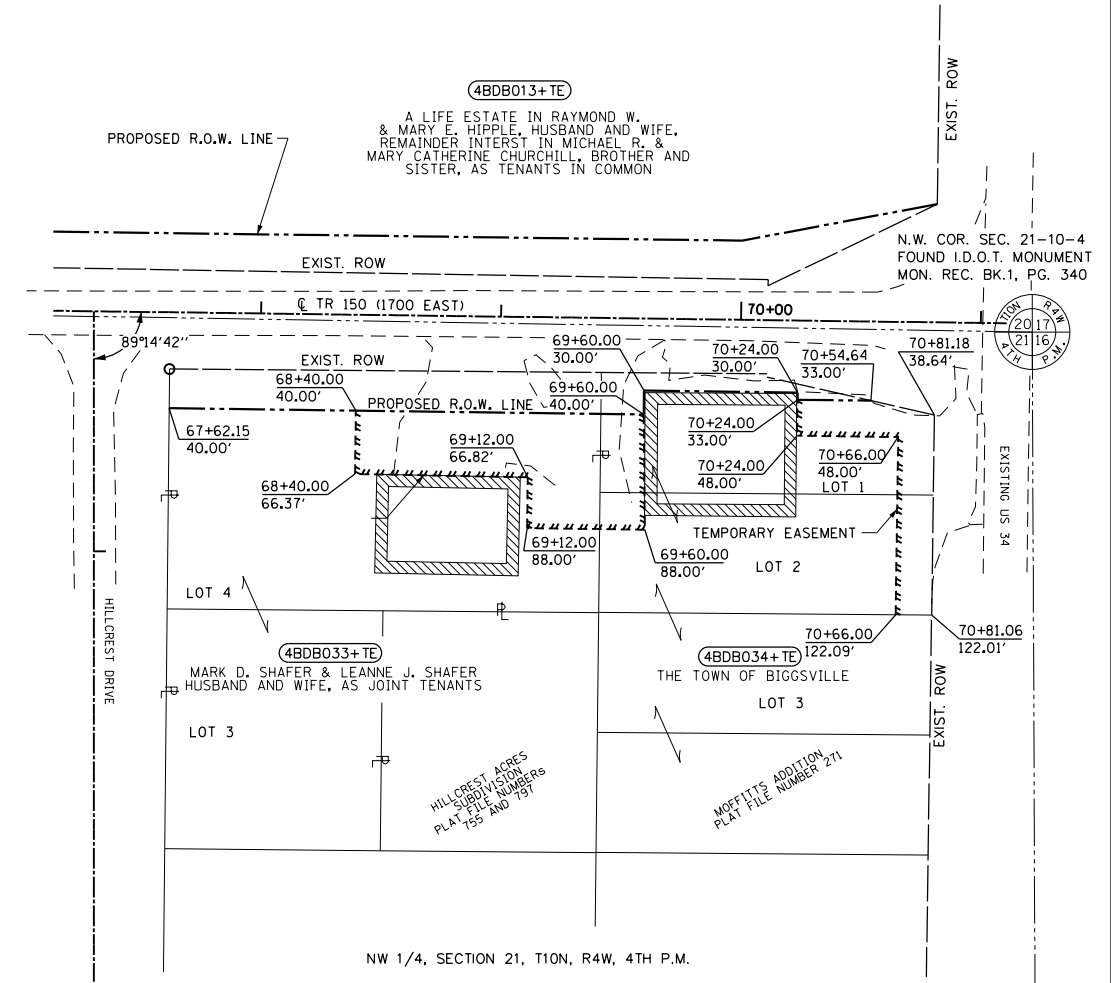 4BDB013+TE
A LIFE ESTATE IN RAYMOND W.
& MARY E. HIPPLE, HUSBAND AND WIFE,
REMAINDER INTERST IN MICHAEL R. &
MARY CATHERINE CHURCHILL, BROTHER AND
SISTER, AS TENANTS IN COMMON
PROPOSED R.O.W. LINE
EXIST. ROW
N.W. COR. SEC. 21-10-4
FOUND I.D.O.T. MONUMENT
MON. REC. BK.1, PG. 340
EXIST. ROW
℄ TR 150 (1700 EAST)
70+00
T10N R4W
20 17
21 16
4TH P.M.
89°14'42''
EXIST. ROW
69+60.00
30.00'
70+24.00
30.00'
70+54.64
33.00'
70+81.18
38.64'
68+40.00
40.00'
69+60.00
40.00'
PROPOSED R.O.W. LINE
67+62.15
40.00'
69+12.00
66.82'
70+24.00
33.00'
70+24.00
48.00'
70+66.00
48.00'
68+40.00
66.37'
LOT 1
EXISTING US 34
TEMPORARY EASEMENT
69+12.00
88.00'
69+60.00
88.00'
LOT 2
LOT 4
HILLCREST DRIVE
70+66.00
122.09'
70+81.06
122.01'
4BDB033+TE
MARK D. SHAFER & LEANNE J. SHAFER
HUSBAND AND WIFE, AS JOINT TENANTS
4BDB034+TE
THE TOWN OF BIGGSVILLE
LOT 3
LOT 3
EXIST. ROW
HILLCREST ACRES
SUBDIVISION
PLAT FILE NUMBERs
755 AND 797
MOFFITTS ADDITION
PLAT FILE NUMBER 271
NW 1/4, SECTION 21, T10N, R4W, 4TH P.M.